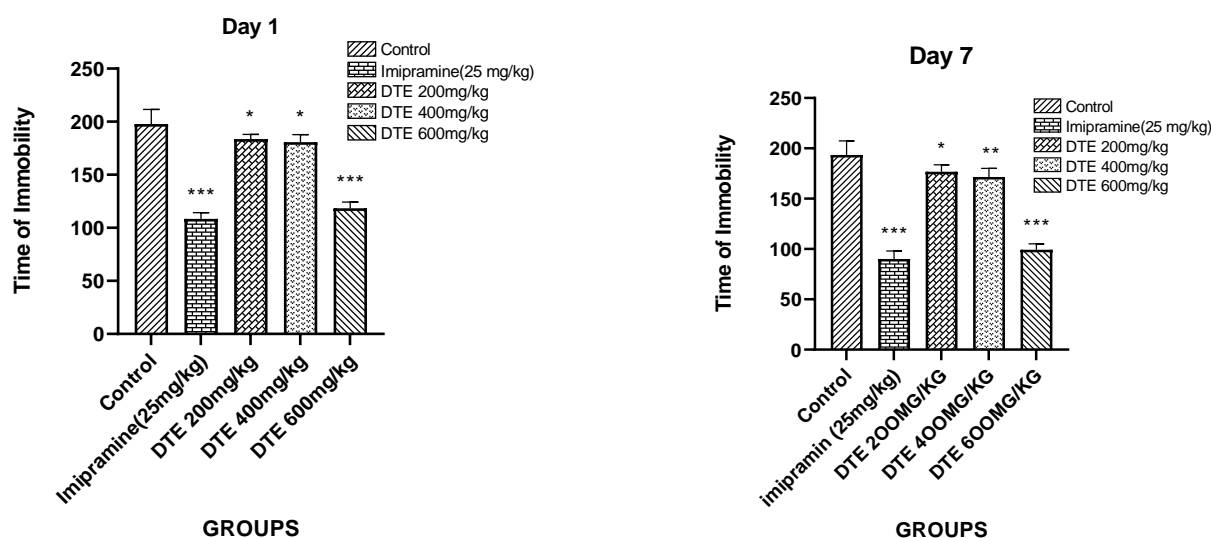 Day 1
Control
Imipramine(25 mg/kg)
DTE 200mg/kg
DTE 400mg/kg
DTE 600mg/kg
250
200
150
100
50
0
Time of Immobility
* *
*** ***
Control
Imipramine(25mg/kg)
DTE 200mg/kg
DTE 400mg/kg
DTE 600mg/kg
GROUPS
Day 7
Control
Imipramine(25 mg/kg)
DTE 200mg/kg
DTE 400mg/kg
DTE 600mg/kg
250
200
150
100
50
0
Time of Immobility
* **
*** ***
Control
imipramin (25mg/kg)
DTE 2OOMG/KG
DTE 4OOMG/KG
DTE 6OOMG/KG
GROUPS